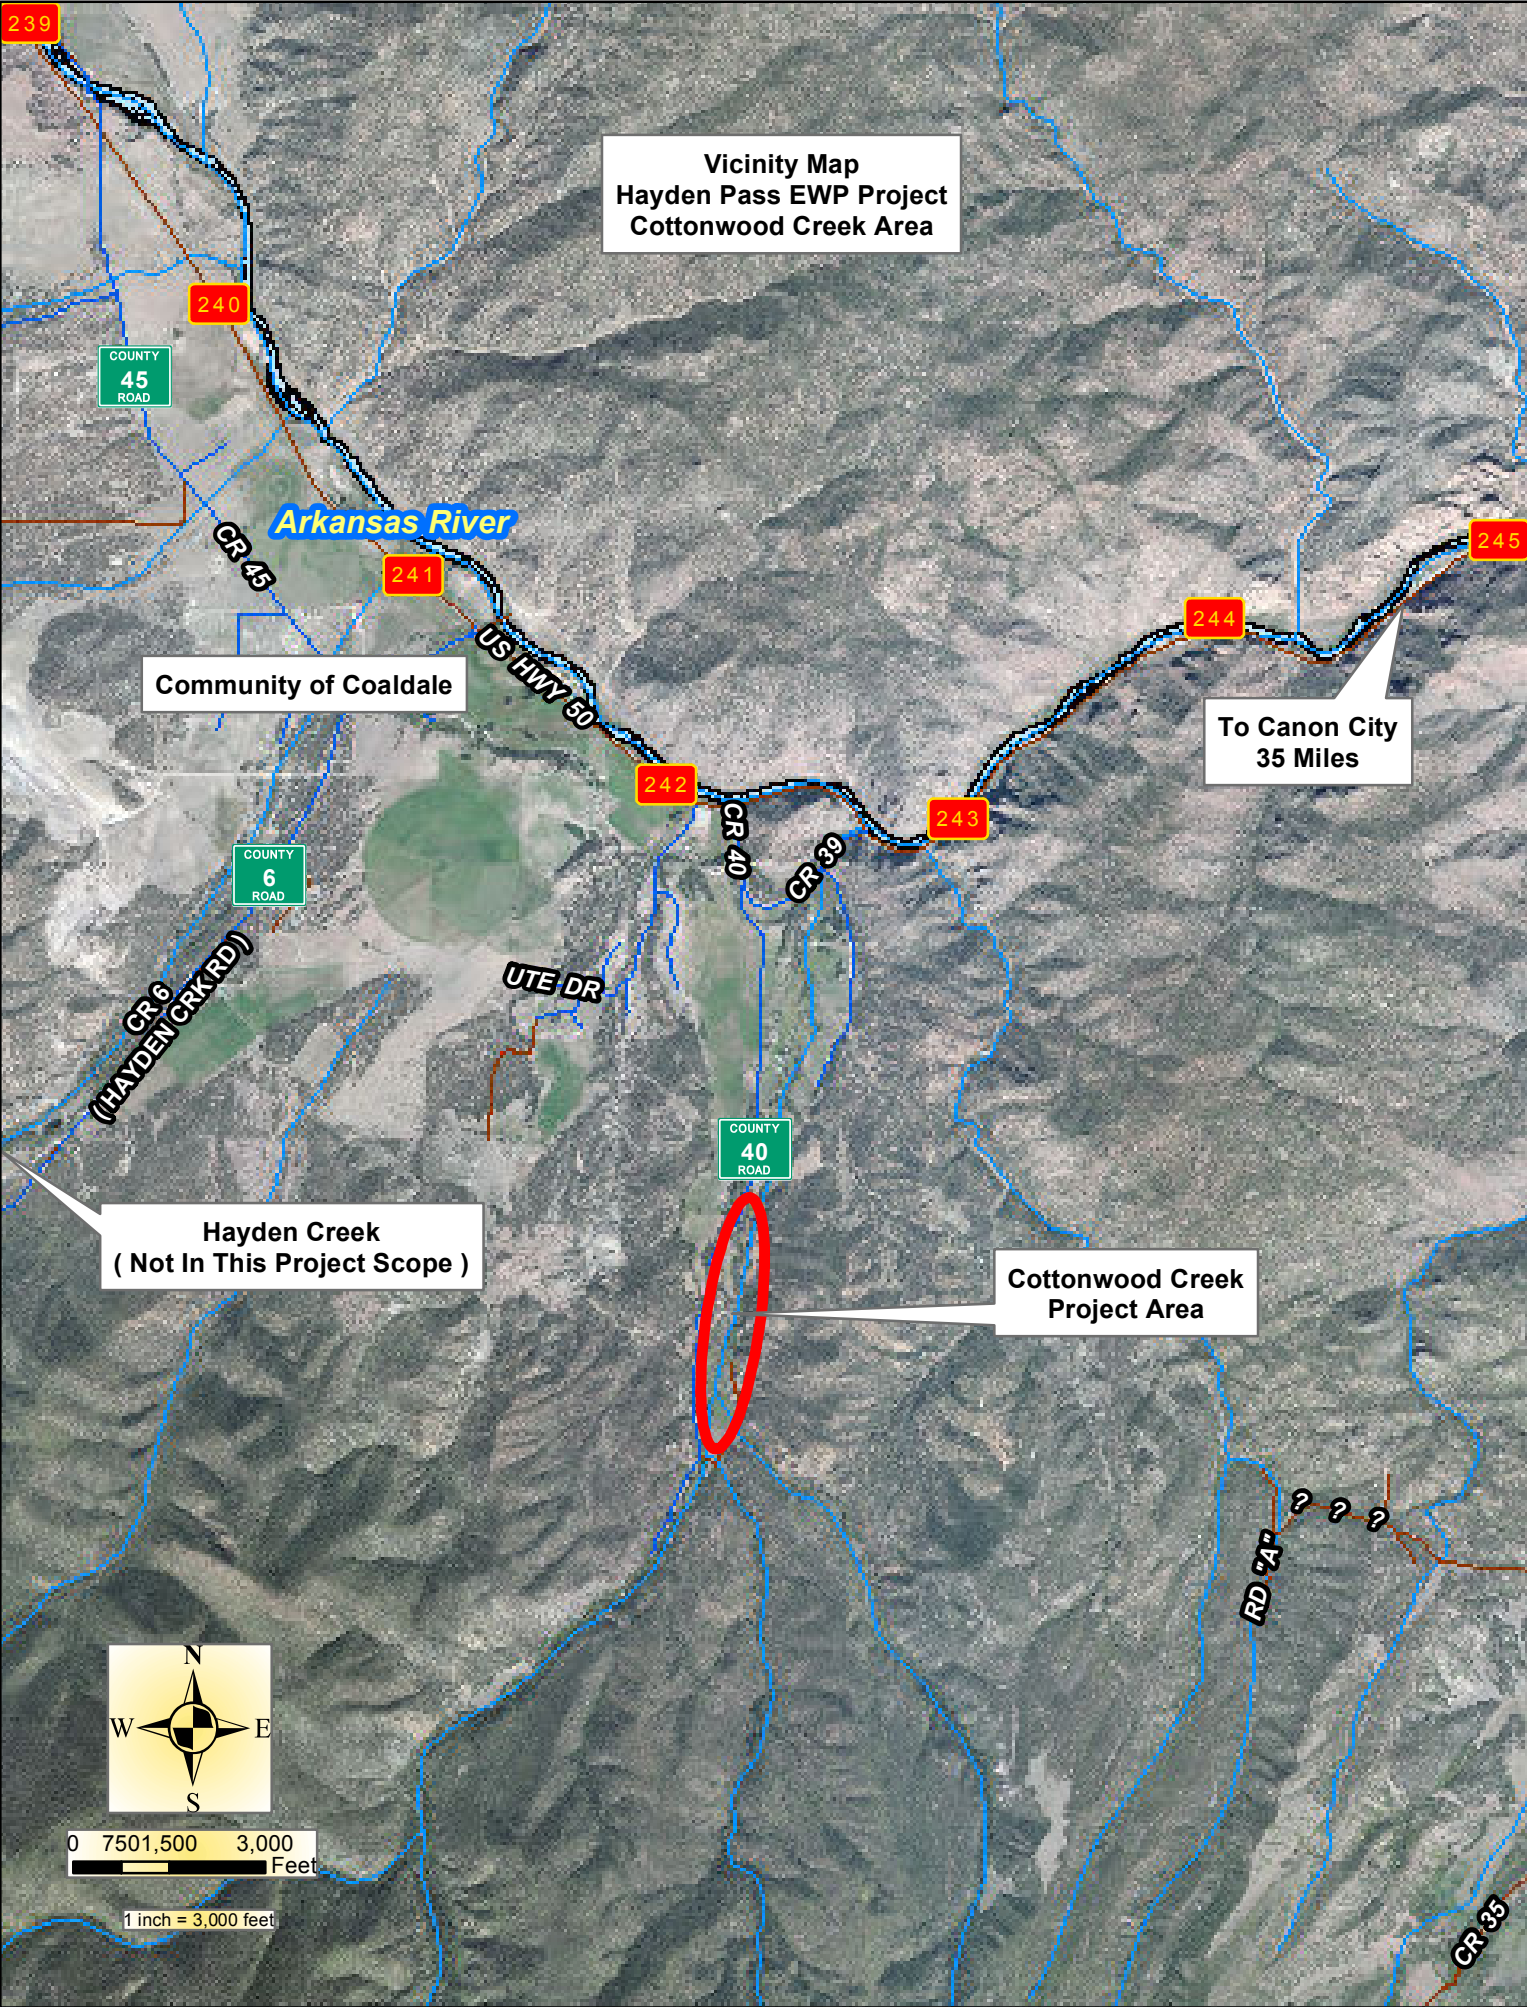 239
Vicinity Map
Hayden Pass EWP Project
Cottonwood Creek Area
240
COUNTY
45
ROAD
Arkansas River
CR 45
241
245
244
US HWY 50
Community of Coaldale
To Canon City
35 Miles
242
243
CR 40
CR 39
COUNTY
6
ROAD
UTE DR
CR 6
(HAYDEN CRK RD)
COUNTY
40
ROAD
Hayden Creek
( Not In This Project Scope )
Cottonwood Creek
Project Area
? ? ?
RD "A"
N
W E
S
0 7501,500 3,000
Feet
1 inch = 3,000 feet
CR 35